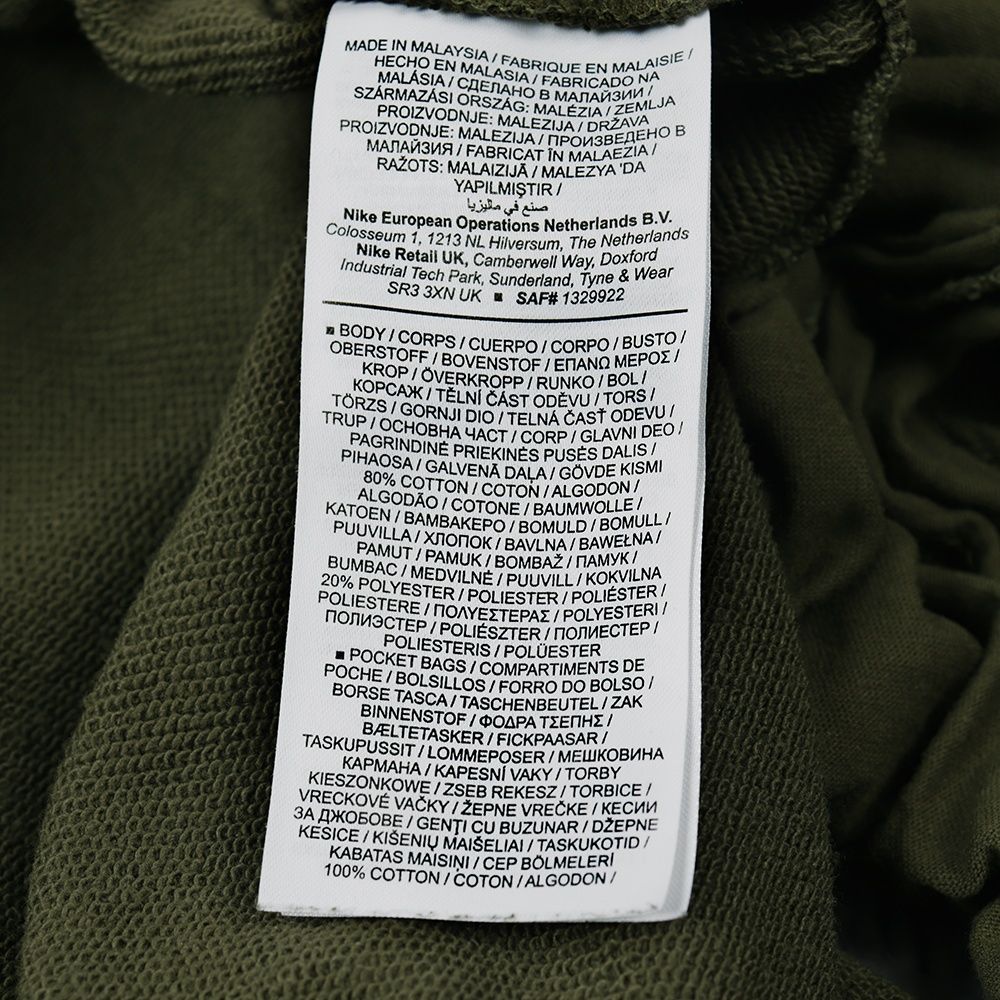 MADE IN MALAYSIA / FABRIQUE EN MALAISIE /
HECHO EN MALASIA / FABRICADO NA
MALÁSIA / СДЕЛАНО В МАЛАЙЗИИ /
SZÁRMAZÁSI ORSZÁG: MALÉZIA / ZEMLJA
PROIZVODNJE: MALEZIJA / DRŽAVA
PROIZVODNJE: MALEZIJA / ПРОИЗВЕДЕНО В
МАЛАЙЗИЯ / FABRICAT ÎN MALAEZIA /
RAŽOTS: MALAIZIJĀ / MALEZYA 'DA
YAPILMIŞTIR /
صنع في ماليزيا
Nike European Operations Netherlands B.V.
Colosseum 1, 1213 NL Hilversum, The Netherlands
Nike Retail UK, Camberwell Way, Doxford
Industrial Tech Park, Sunderland, Tyne & Wear
SR3 3XN UK ■ SAF# 1329922
■ BODY / CORPS / CUERPO / CORPO / BUSTO /
OBERSTOFF / BOVENSTOF / ΕΠΑΝΩ ΜΕΡΟΣ /
KROP / ÖVERKROPP / RUNKO / BOL /
КОРСАЖ / TĚLNÍ ČÁST ODĚVU / TORS /
TÖRZS / GORNJI DIO / TELNÁ ČASŤ ODEVU /
TRUP / ОСНОВНА ЧАСТ / CORP / GLAVNI DEO /
PAGRINDINĖ PRIEKINĖS PUSĖS DALIS /
PIHAOSA / GALVENĀ DAĻA / GÖVDE KISMI
80% COTTON / COTON / ALGODON /
ALGODÃO / COTONE / BAUMWOLLE /
KATOEN / ΒΑΜΒΑΚΕΡΟ / BOMULD / BOMULL /
PUUVILLA / ХЛОПОК / BAVLNA / BAWEŁNA /
PAMUT / PAMUK / BOMBAŽ / ПАМУК /
BUMBAC / MEDVILNĖ / PUUVILL / KOKVILNA
20% POLYESTER / POLIESTER / POLIÉSTER /
POLIESTERE / ΠΟΛΥΕΣΤΕΡΑΣ / POLYESTERI /
ПОЛИЭСТЕР / POLIÉSZTER / ПОЛИЕСТЕР /
POLIESTERIS / POLÜESTER
■ POCKET BAGS / COMPARTIMENTS DE
POCHE / BOLSILLOS / FORRO DO BOLSO /
BORSE TASCA / TASCHENBEUTEL / ZAK
BINNENSTOF / ΦΟΔΡΑ ΤΣΕΠΗΣ /
BÆLTETASKER / FICKPAASAR /
TASKUPUSSIT / LOMMEPOSER / МЕШКОВИНА
КАРМАНА / KAPESNÍ VAKY / TORBY
KIESZONKOWE / ZSEB REKESZ / TORBICE /
VRECKOVÉ VAČKY / ŽEPNE VREČKE / КЕСИИ
ЗА ДЖОБОВЕ / GENŢI CU BUZUNAR / DŽEPNE
KESICE / KIŠENIŲ MAIŠELIAI / TASKUKOTID /
KABATAS MAISIŅI / CEP BÖLMELERİ
100% COTTON / COTON / ALGODON /